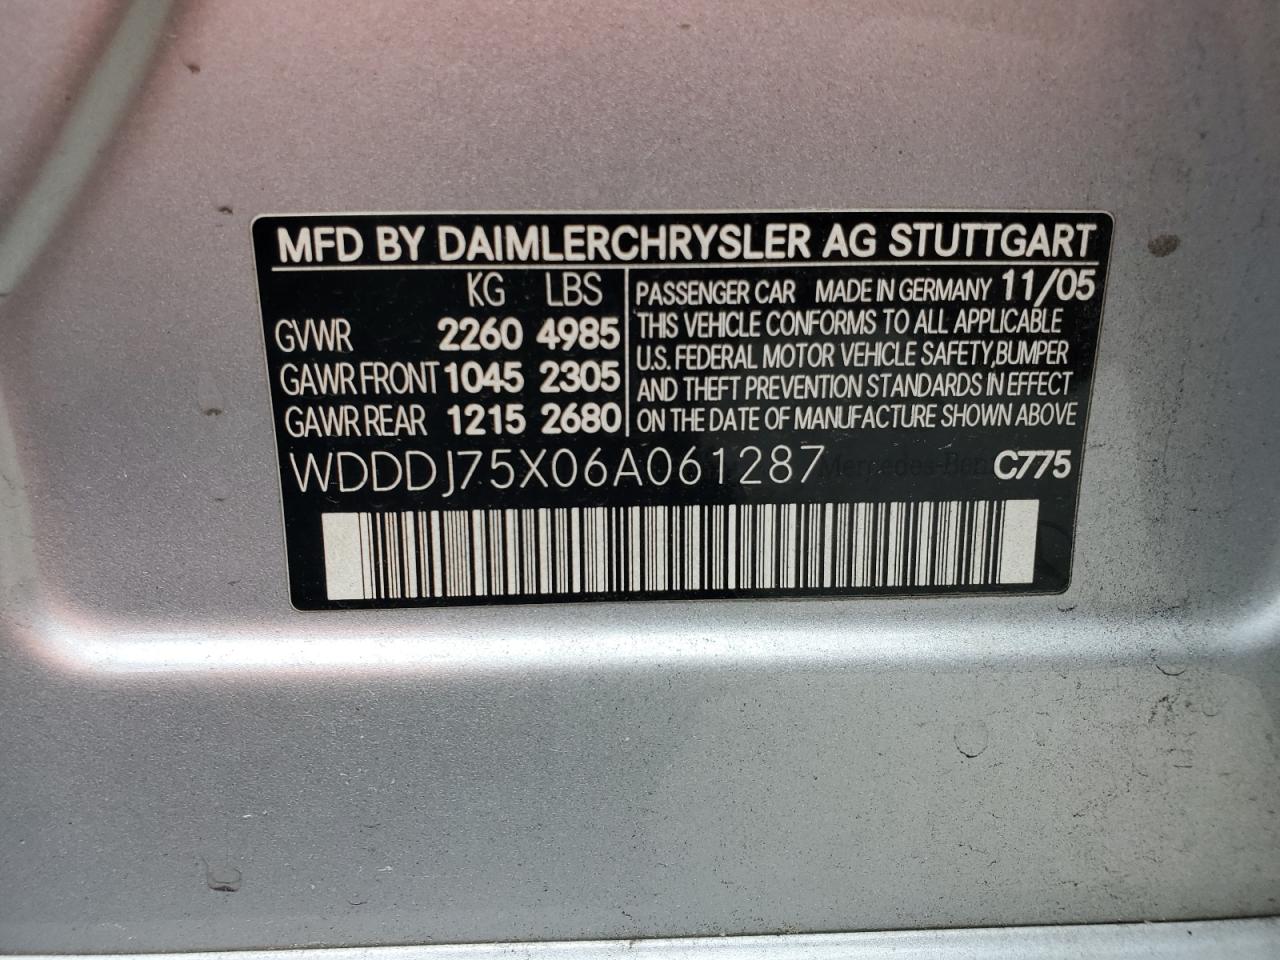 MFD BY DAIMLERCHRYSLER AG STUTTGART
KG LBS
GVWR 2260 4985
GAWR FRONT 1045 2305
GAWR REAR 1215 2680
PASSENGER CAR MADE IN GERMANY 11/05
THIS VEHICLE CONFORMS TO ALL APPLICABLE
U.S. FEDERAL MOTOR VEHICLE SAFETY,BUMPER
AND THEFT PREVENTION STANDARDS IN EFFECT
ON THE DATE OF MANUFACTURE SHOWN ABOVE
WDDDJ75X06A061287 Mercedes-Benz C775